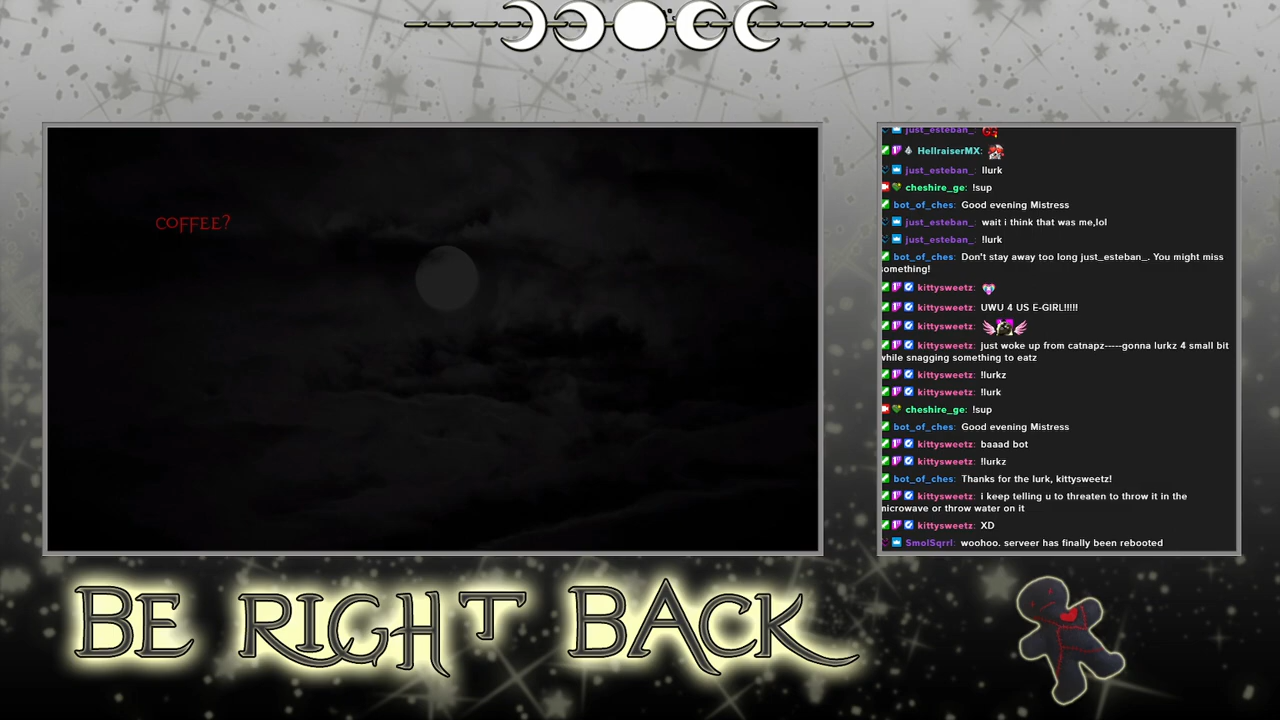 COFFEE?
just_esteban_:
HellraiserMX:
just_esteban_: llurk
cheshire_ge: !sup
bot_of_ches: Good evening Mistress
just_esteban_: wait i think that was me,lol
just_esteban_: !lurk
bot_of_ches: Don't stay away too long just_esteban_. You might miss
something!
kittysweetz:
kittysweetz: UWU 4 US E-GIRL!!!!!
kittysweetz:
kittysweetz: just woke up from catnapz-----gonna lurkz 4 small bit
while snagging something to eatz
kittysweetz: !lurkz
kittysweetz: !lurk
cheshire_ge: !sup
bot_of_ches: Good evening Mistress
kittysweetz: baaad bot
kittysweetz: !lurkz
bot_of_ches: Thanks for the lurk, kittysweetz!
kittysweetz: i keep telling u to threaten to throw it in the
microwave or throw water on it
kittysweetz: XD
SmolSqrrl: woohoo. serveer has finally been rebooted
BE RIGHT BACK